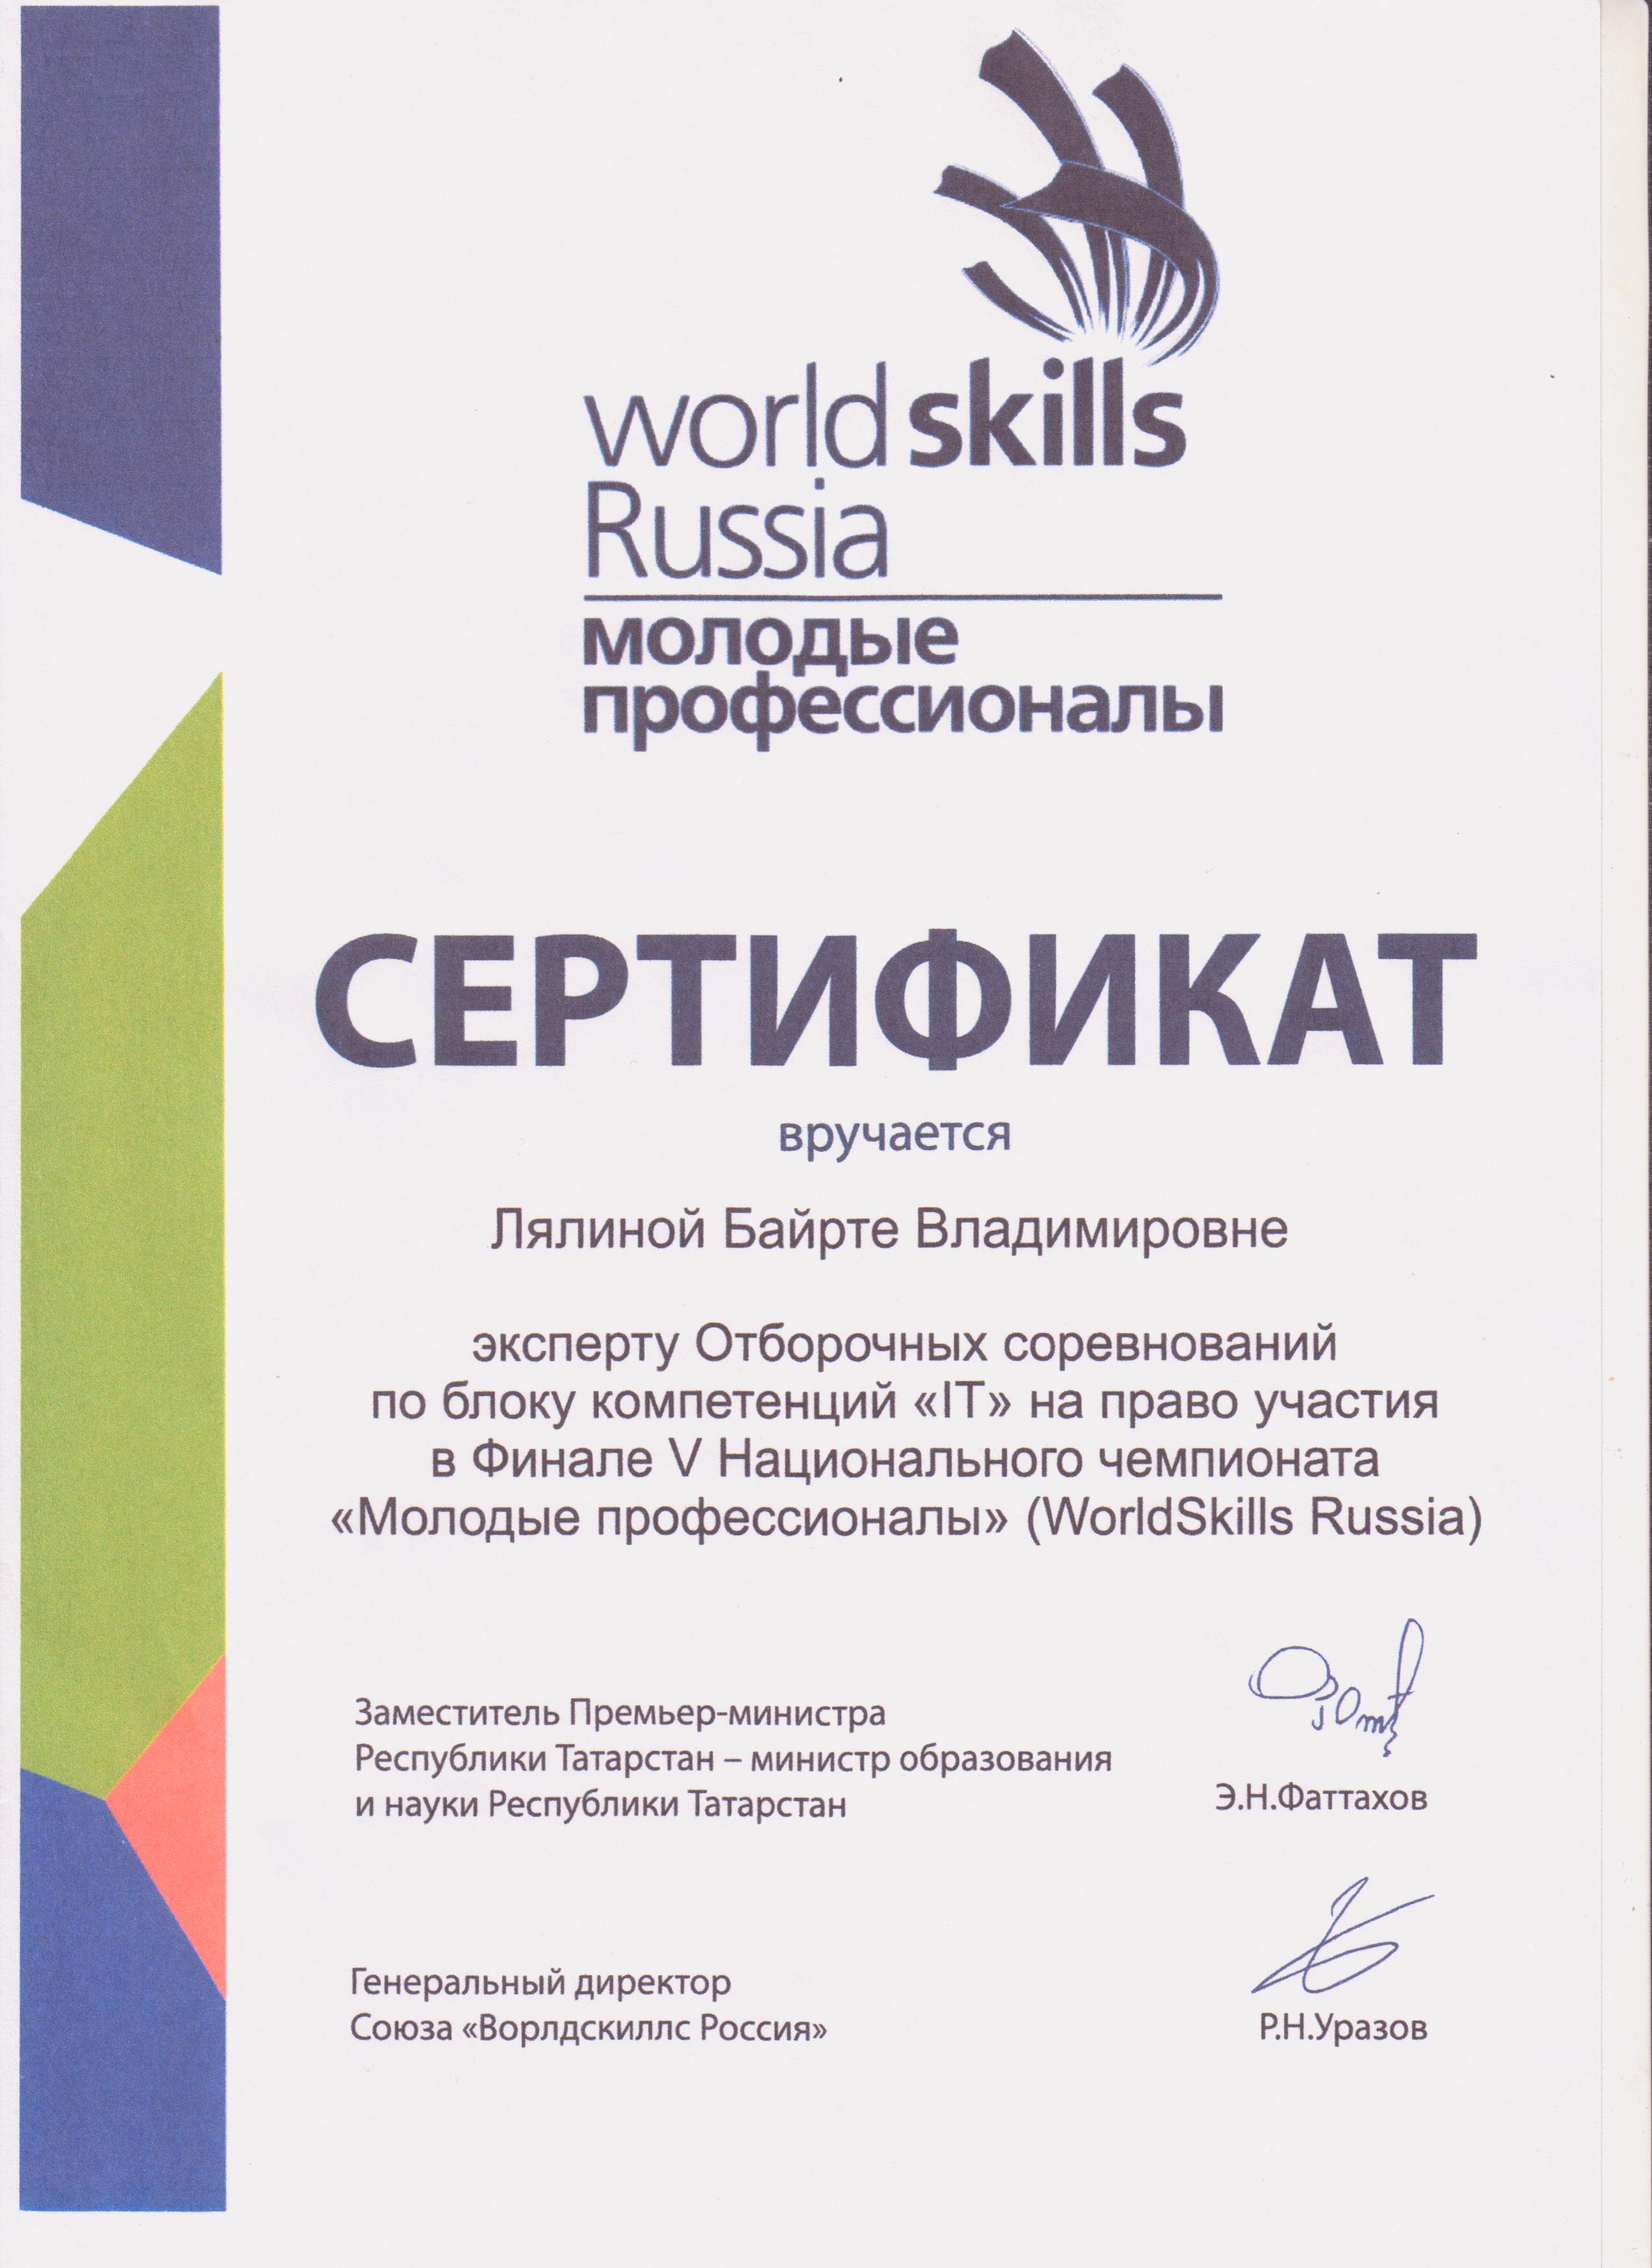 world skills
Russia
молодые
профессионалы
СЕРТИФИКАТ
вручается
Лялиной Байрте Владимировне
эксперту Отборочных соревнований
по блоку компетенций «IT» на право участия
в Финале V Национального чемпионата
«Молодые профессионалы» (WorldSkills Russia)
Заместитель Премьер-министра
Республики Татарстан – министр образования
и науки Республики Татарстан
Э.Н.Фаттахов
Генеральный директор
Союза «Ворлдскиллс Россия»
Р.Н.Уразов